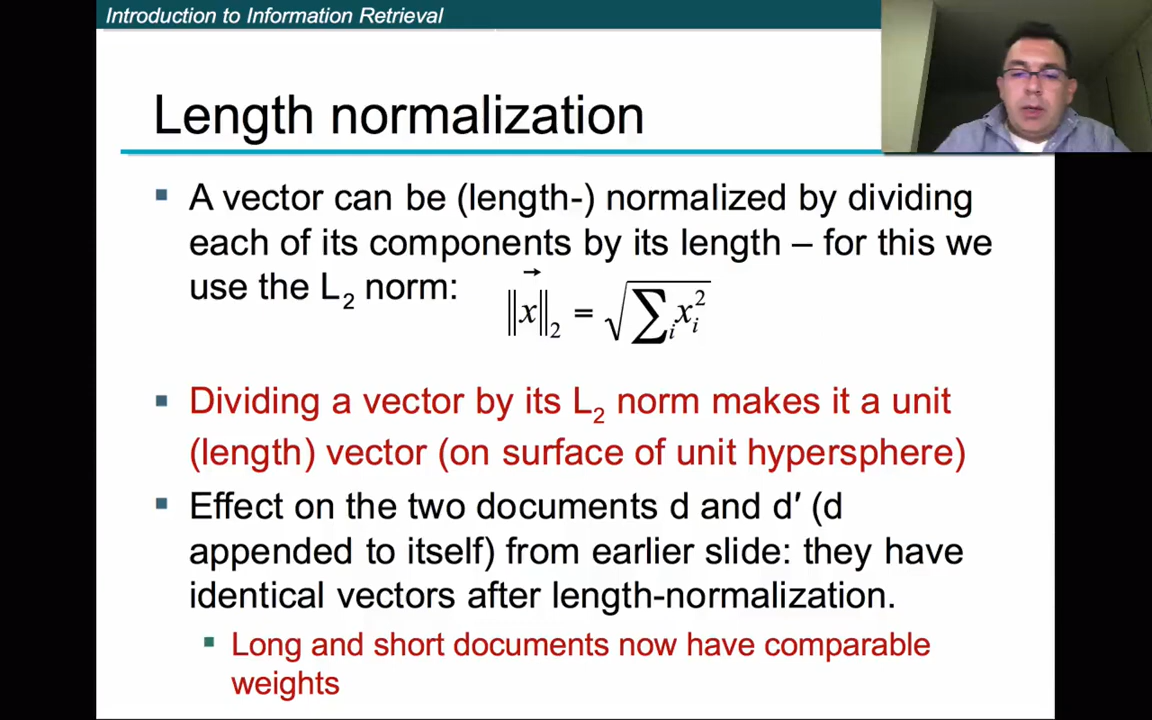 Introduction to Information Retrieval
Length normalization
▪ A vector can be (length-) normalized by dividing
each of its components by its length – for this we
use the L₂ norm: ‖x⃗‖₂ = √∑ᵢ xᵢ²
▪ Dividing a vector by its L₂ norm makes it a unit
(length) vector (on surface of unit hypersphere)
▪ Effect on the two documents d and d′ (d
appended to itself) from earlier slide: they have
identical vectors after length-normalization.
▪ Long and short documents now have comparable
weights